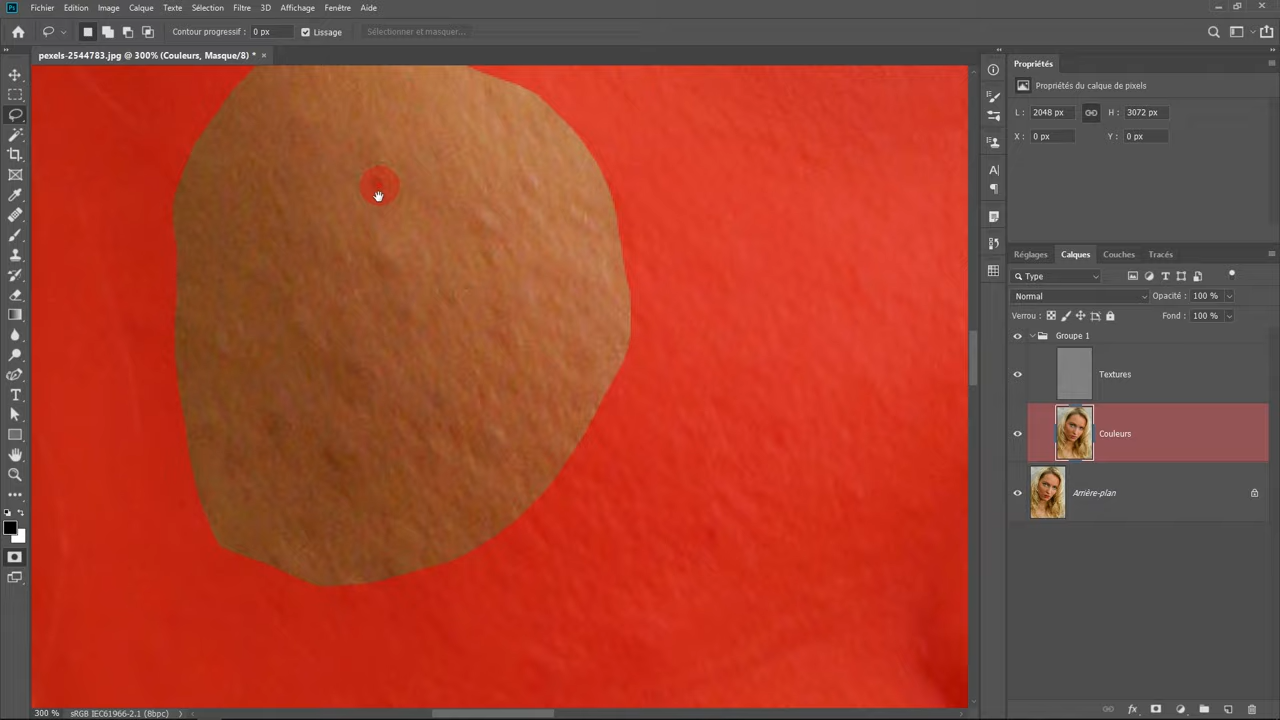 Ps Fichier Edition Image Calque Texte Sélection Filtre 3D Affichage Fenêtre Aide
Contour progressif : 0 px Lissage Sélectionner et masquer...
pexels-2544783.jpg @ 300% (Couleurs, Masque/8) * ×
Propriétés
Propriétés du calque de pixels
L : 2048 px H : 3072 px
X : 0 px Y : 0 px
Réglages Calques Couches Tracés
Type
Normal Opacité : 100 %
Verrou : Fond : 100 %
Groupe 1
Textures
Couleurs
Arrière-plan
300 % sRGB IEC61966-2.1 (8bpc)